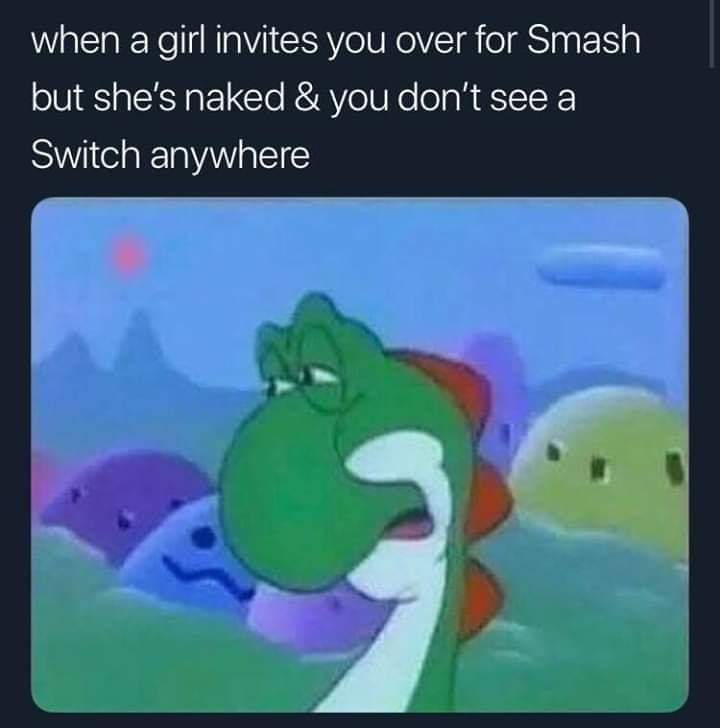 when a girl invites you over for Smash
but she's naked & you don't see a
Switch anywhere